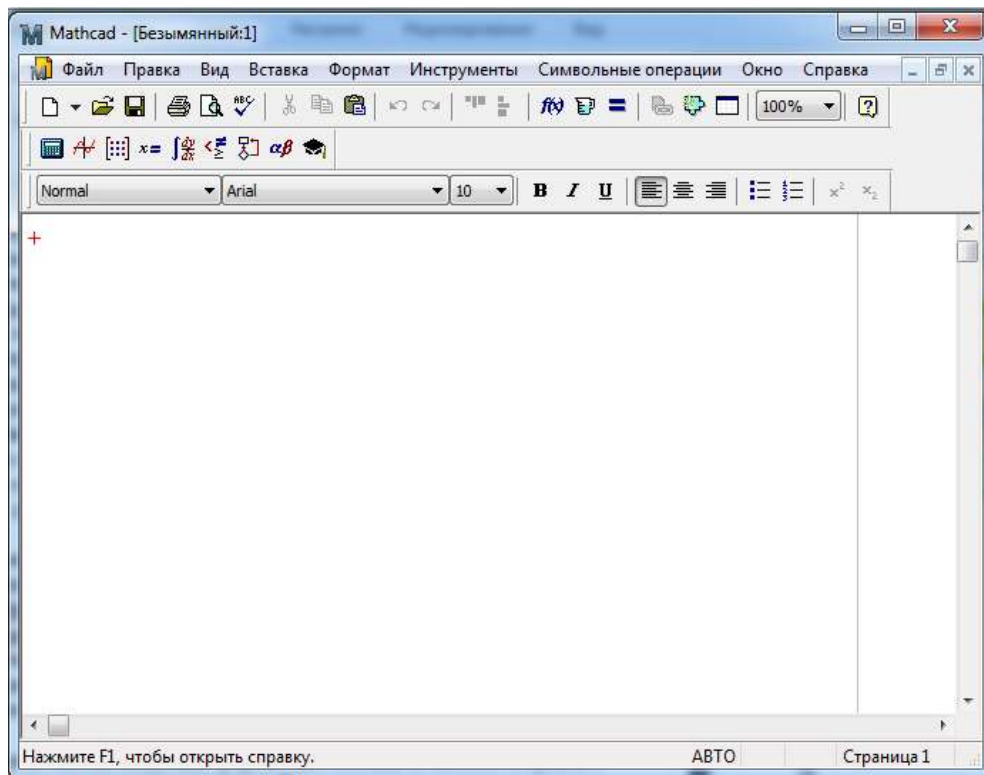 Mathcad - [Безымянный:1]
Файл Правка Вид Вставка Формат Инструменты Символьные операции Окно Справка
100%
Normal Arial 10 B I U
Нажмите F1, чтобы открыть справку. АВТО Страница 1